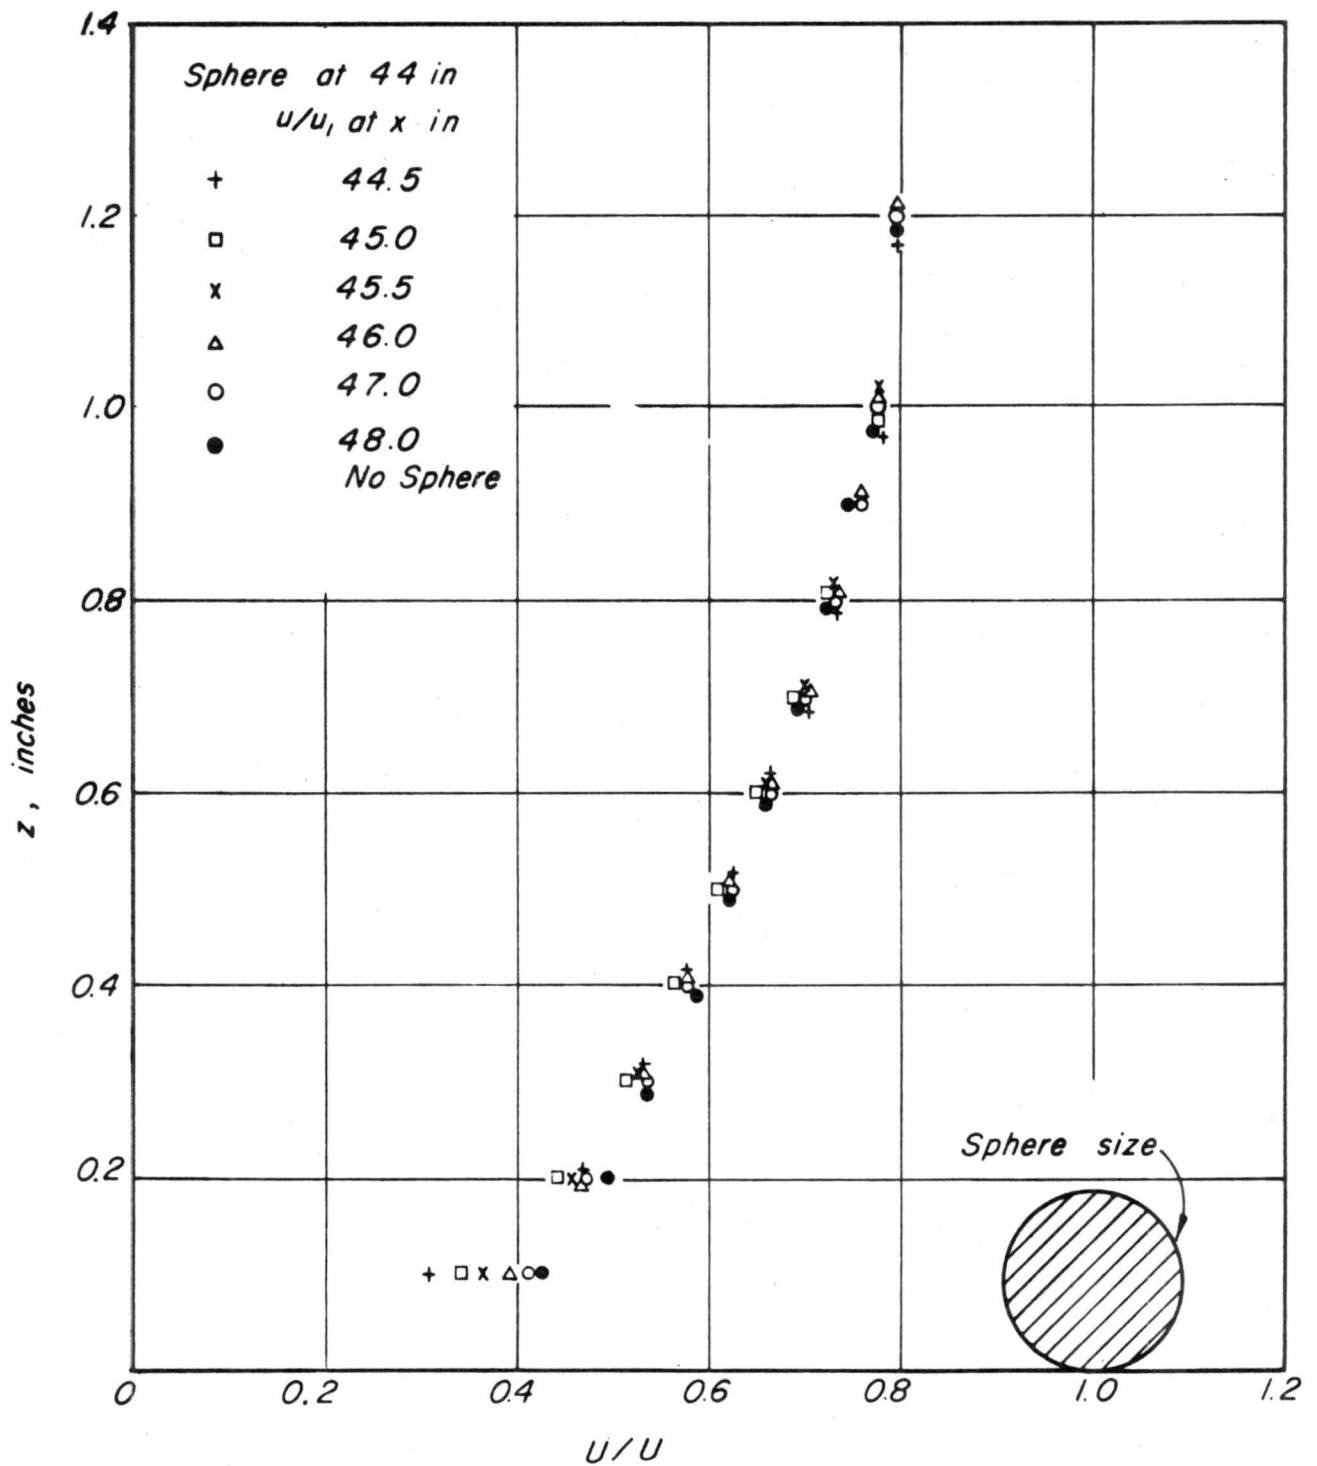 1.4
Sphere at 44 in
u/u₁ at x in
+ 44.5
□ 45.0
x 45.5
△ 46.0
○ 47.0
● 48.0
No Sphere
1.2
1.0
0.8
0.6
0.4
0.2
z, inches
Sphere size
0 0.2 0.4 0.6 0.8 1.0 1.2
U/U